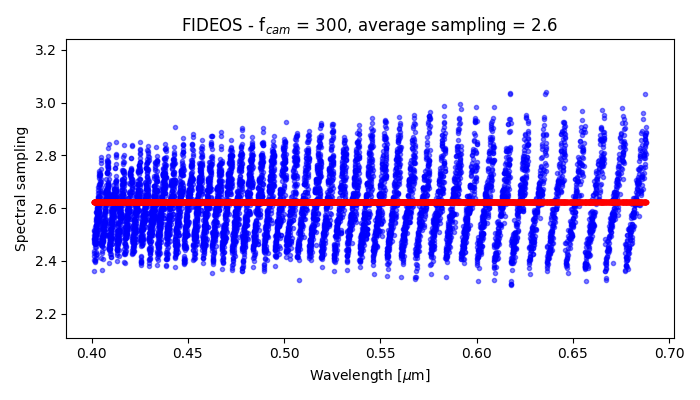 FIDEOS - f_cam = 300, average sampling = 2.6
3.2
3.0
2.8
2.6
2.4
2.2
Spectral sampling
0.40 0.45 0.50 0.55 0.60 0.65 0.70
Wavelength [μm]